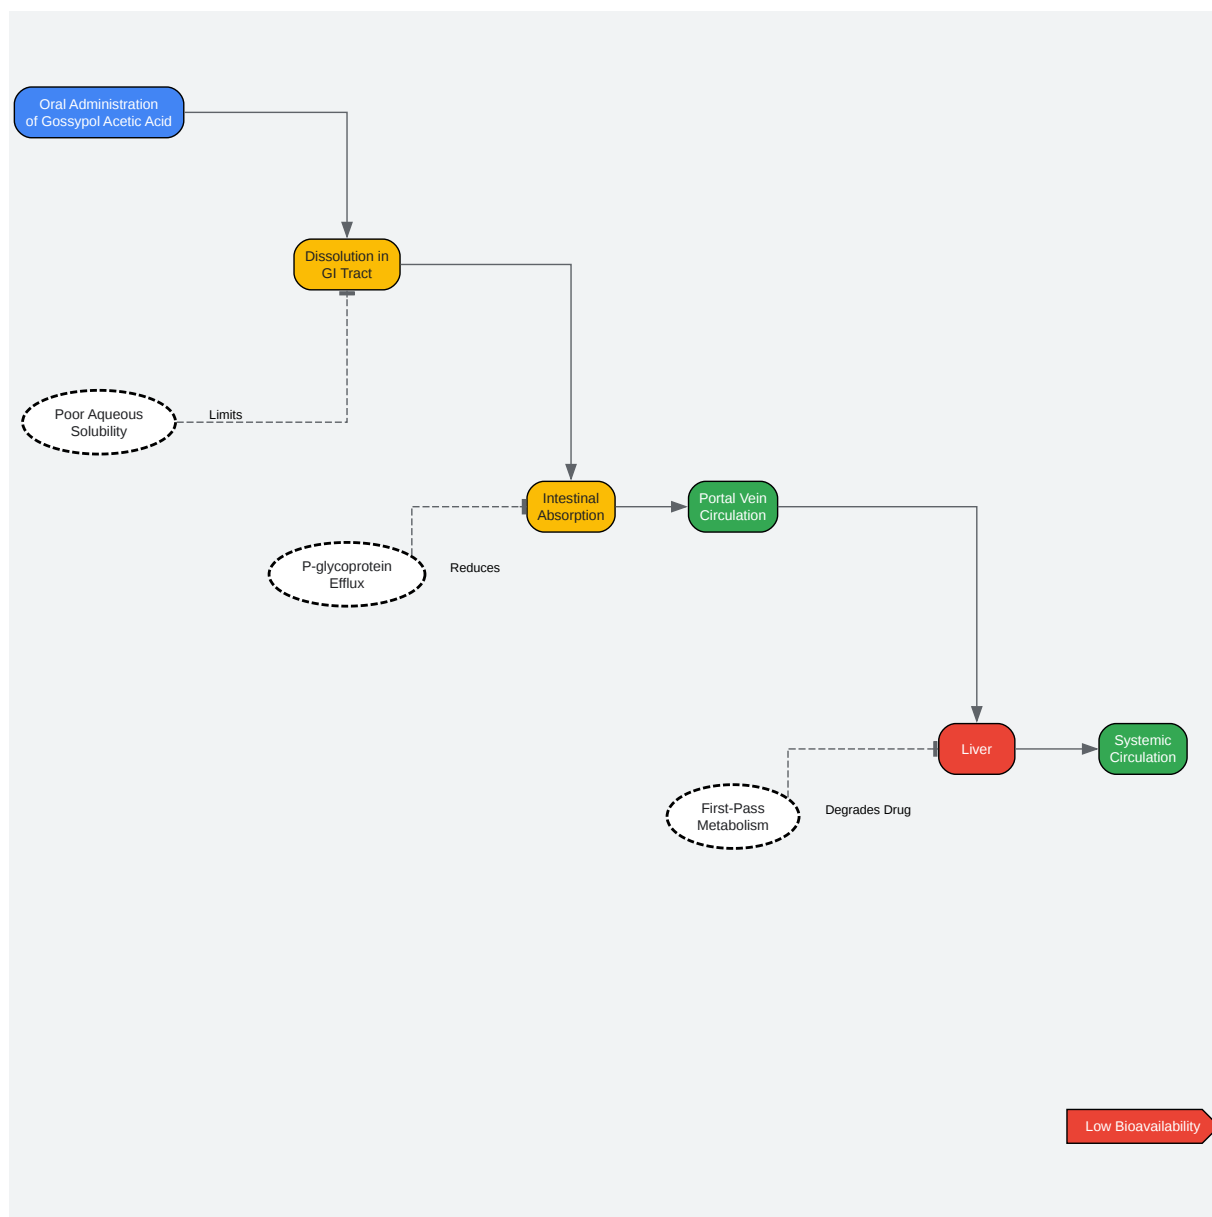 Oral Administration
of Gossypol Acetic Acid
Dissolution in
GI Tract
Poor Aqueous
Solubility
Limits
Intestinal
Absorption
Portal Vein
Circulation
P-glycoprotein
Efflux
Reduces
Liver
Systemic
Circulation
First-Pass
Metabolism
Degrades Drug
Low Bioavailability